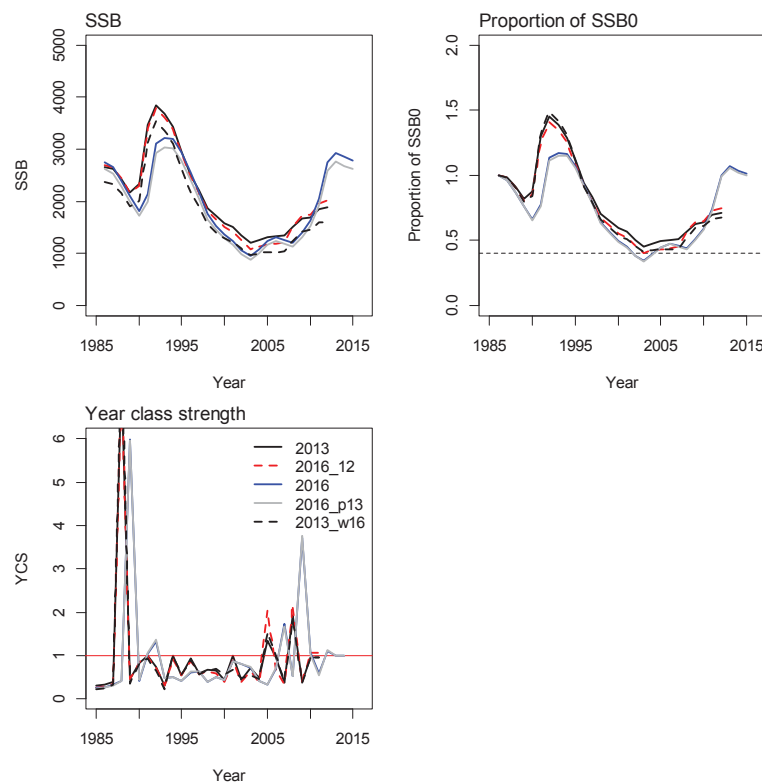 SSB
SSB
0 1000 2000 3000 4000 5000
1985 1995 2005 2015
Year
Proportion of SSB0
Proportion of SSB0
0.0 0.5 1.0 1.5 2.0
1985 1995 2005 2015
Year
Year class strength
YCS
0 1 2 3 4 5 6
2013
2016_12
2016
2016_p13
2013_w16
1985 1995 2005 2015
Year